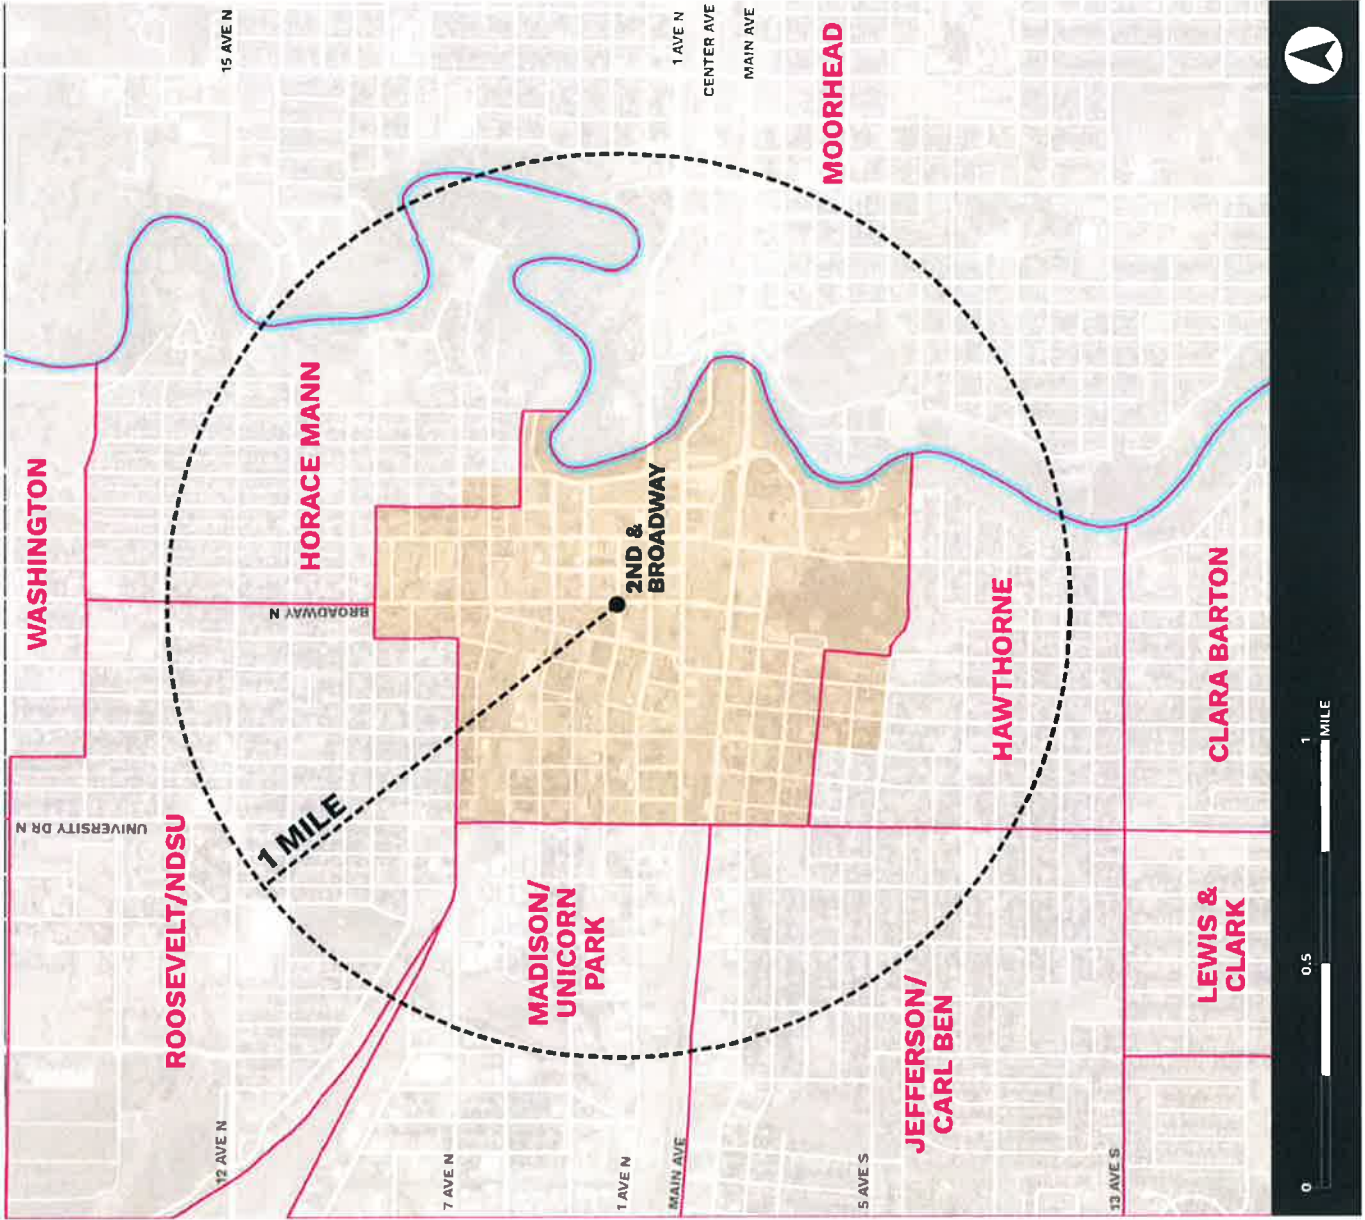 WASHINGTON
ROOSEVELT/NDSU
UNIVERSITY DR N
BROADWAY N
HORACE MANN
15 AVE N
12 AVE N
1 MILE
7 AVE N
MADISON/
UNICORN
PARK
2ND &
BROADWAY
1 AVE N
1 AVE N
CENTER AVE
MAIN AVE
MAIN AVE
MOORHEAD
5 AVE S
JEFFERSON/
CARL BEN
HAWTHORNE
13 AVE S
LEWIS &
CLARK
CLARA BARTON
0
0.5
1
MILE